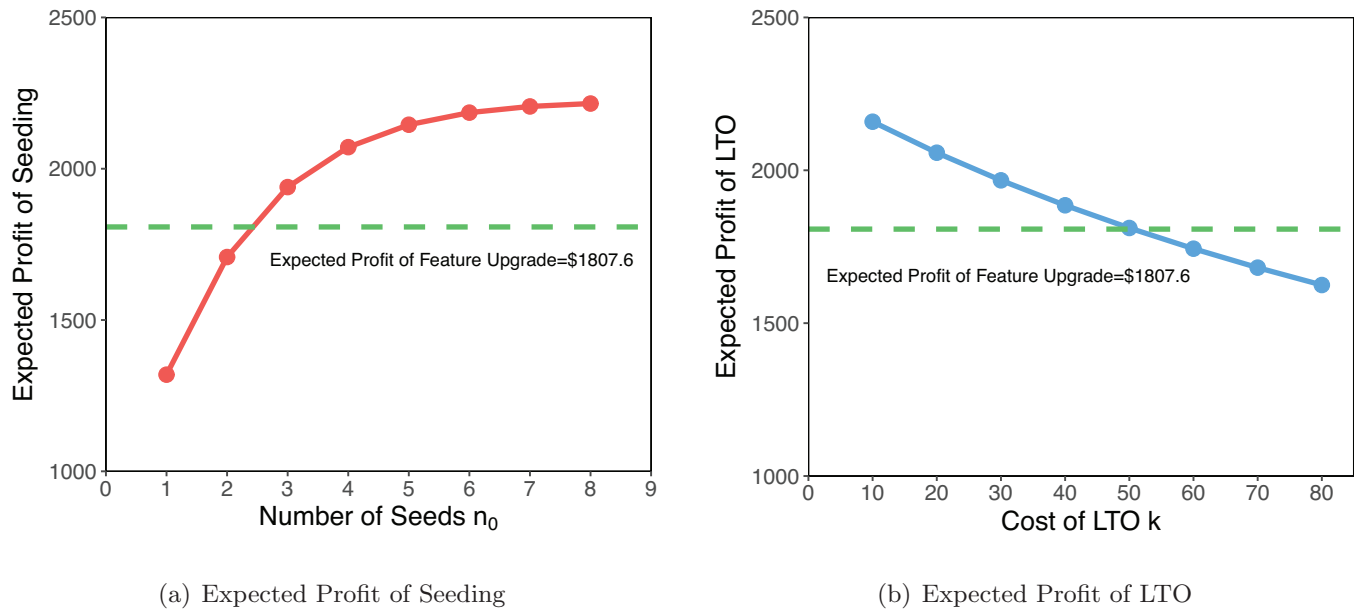 Expected Profit of Seeding
2500
2000
1500
1000
Expected Profit of Feature Upgrade=$1807.6
0 1 2 3 4 5 6 7 8 9
Number of Seeds n₀
(a) Expected Profit of Seeding
Expected Profit of LTO
2500
2000
1500
1000
Expected Profit of Feature Upgrade=$1807.6
0 10 20 30 40 50 60 70 80
Cost of LTO k
(b) Expected Profit of LTO